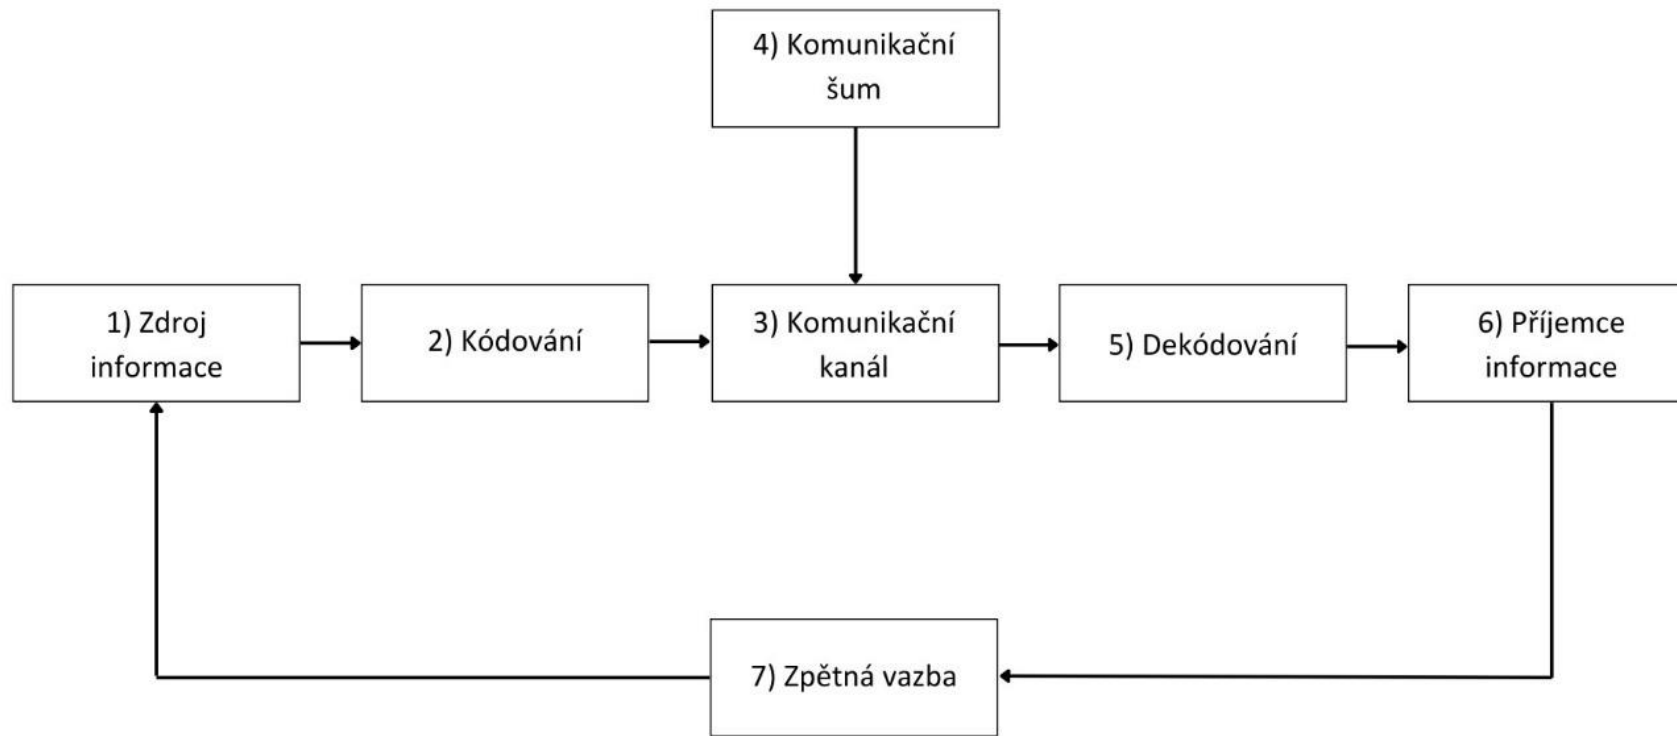 4) Komunikační
šum
1) Zdroj
informace
2) Kódování
3) Komunikační
kanál
5) Dekódování
6) Příjemce
informace
7) Zpětná vazba